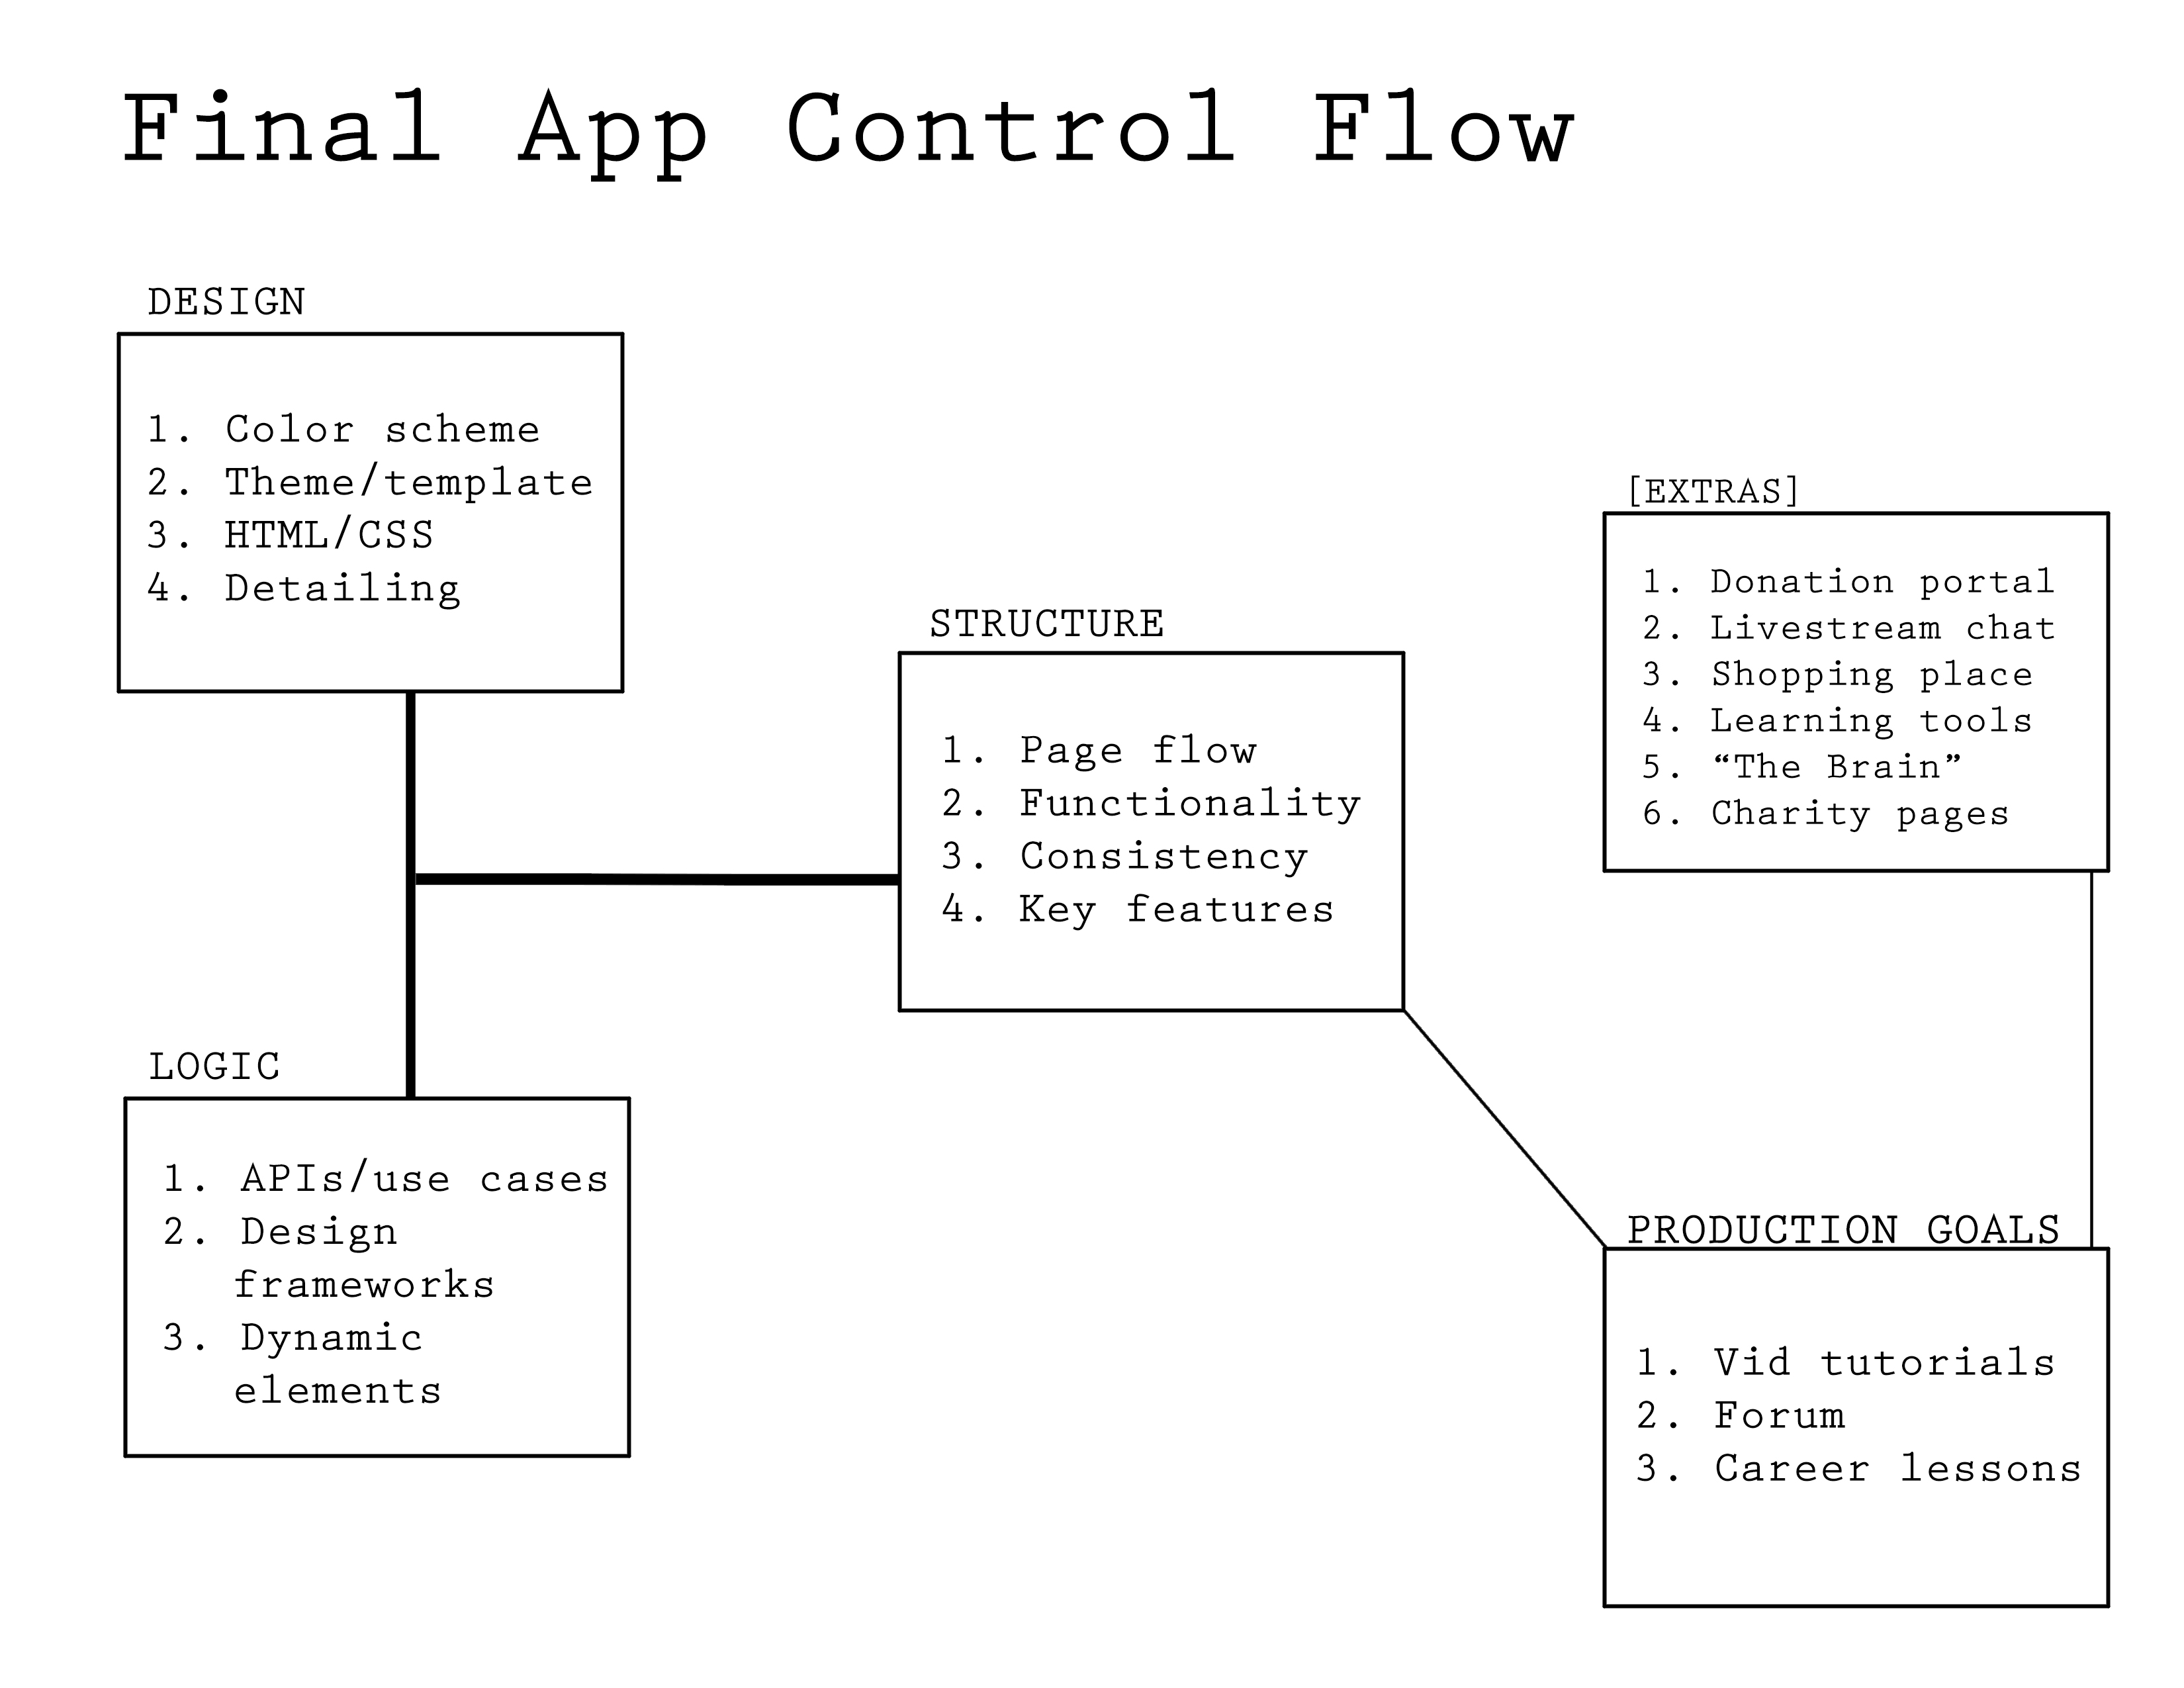 Final App Control Flow
DESIGN
1. Color scheme
2. Theme/template
3. HTML/CSS
4. Detailing
LOGIC
1. APIs/use cases
2. Design
frameworks
3. Dynamic
elements
STRUCTURE
1. Page flow
2. Functionality
3. Consistency
4. Key features
[EXTRAS]
1. Donation portal
2. Livestream chat
3. Shopping place
4. Learning tools
5. “The Brain”
6. Charity pages
PRODUCTION GOALS
1. Vid tutorials
2. Forum
3. Career lessons